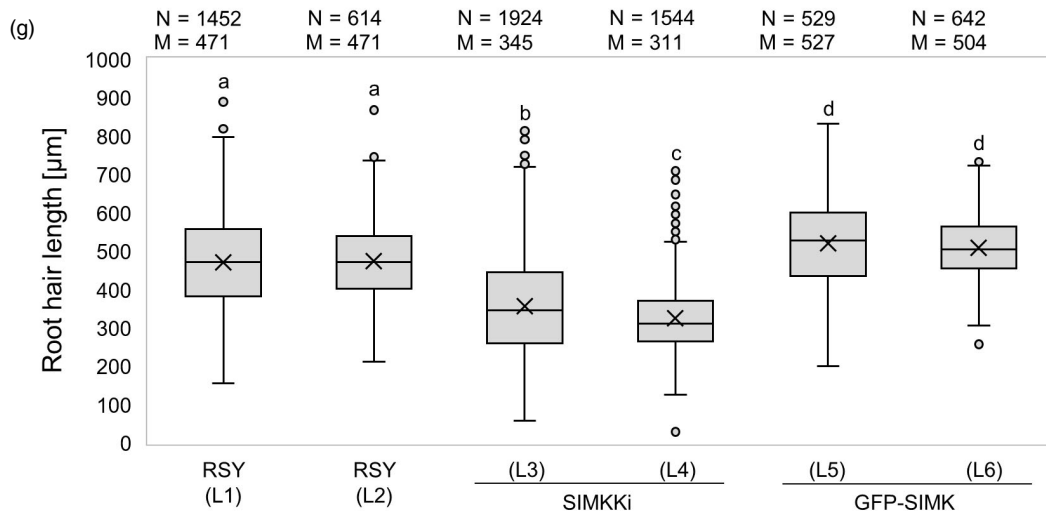 (g)
N = 1452 N = 614 N = 1924 N = 1544 N = 529 N = 642
M = 471 M = 471 M = 345 M = 311 M = 527 M = 504
Root hair length [µm]
1000
900
800
700
600
500
400
300
200
100
0
a a b c d d
RSY RSY (L3) (L4) (L5) (L6)
(L1) (L2) SIMKKi GFP-SIMK